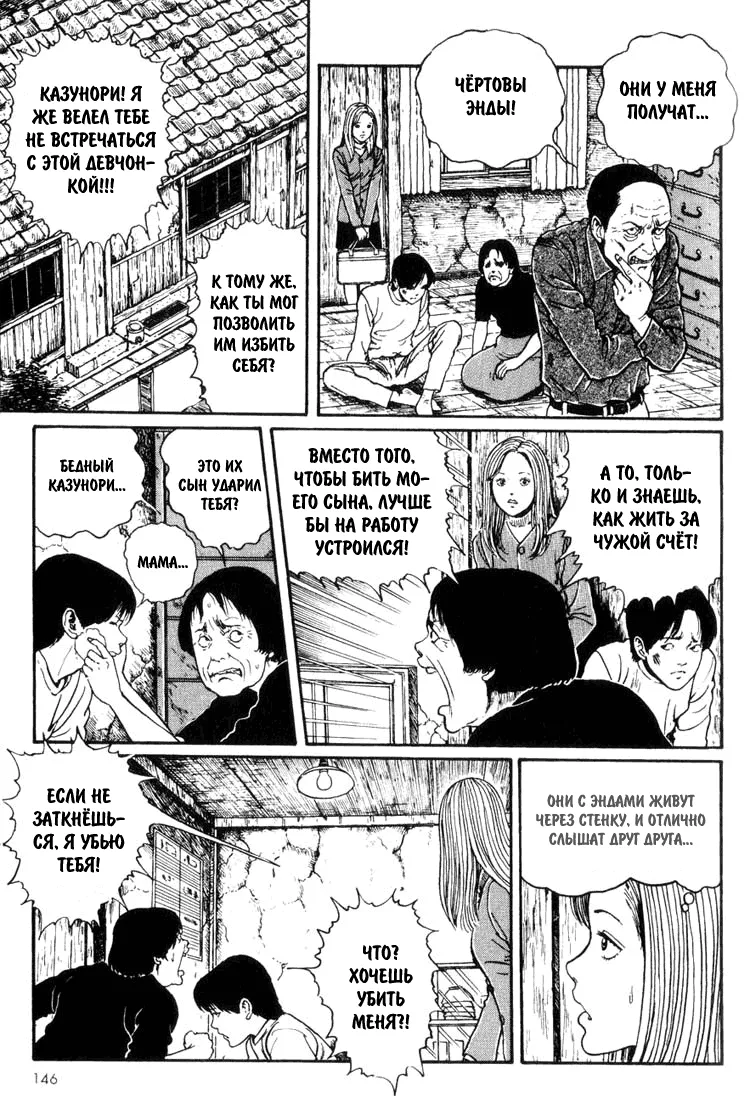 КАЗУНОРИ! Я
ЖЕ ВЕЛЕЛ ТЕБЕ
НЕ ВСТРЕЧАТЬСЯ
С ЭТОЙ ДЕВЧОН-
КОЙ!!!
К ТОМУ ЖЕ,
КАК ТЫ МОГ
ПОЗВОЛИТЬ
ИМ ИЗБИТЬ
СЕБЯ?
ЧЁРТОВЫ
ЭНДЫ!
ОНИ У МЕНЯ
ПОЛУЧАТ...
БЕДНЫЙ
КАЗУНОРИ...
МАМА...
ЭТО ИХ
СЫН УДАРИЛ
ТЕБЯ?
ВМЕСТО ТОГО,
ЧТОБЫ БИТЬ МО-
ЕГО СЫНА, ЛУЧШЕ
БЫ НА РАБОТУ
УСТРОИЛСЯ!
А ТО, ТОЛЬ-
КО И ЗНАЕШЬ,
КАК ЖИТЬ ЗА
ЧУЖОЙ СЧЁТ!
ЕСЛИ НЕ
ЗАТКНЁШЬ-
СЯ, Я УБЬЮ
ТЕБЯ!
ЧТО?
ХОЧЕШЬ
УБИТЬ
МЕНЯ?!
ОНИ С ЭНДАМИ ЖИВУТ
ЧЕРЕЗ СТЕНКУ, И ОТЛИЧНО
СЛЫШАТ ДРУГ ДРУГА...
146